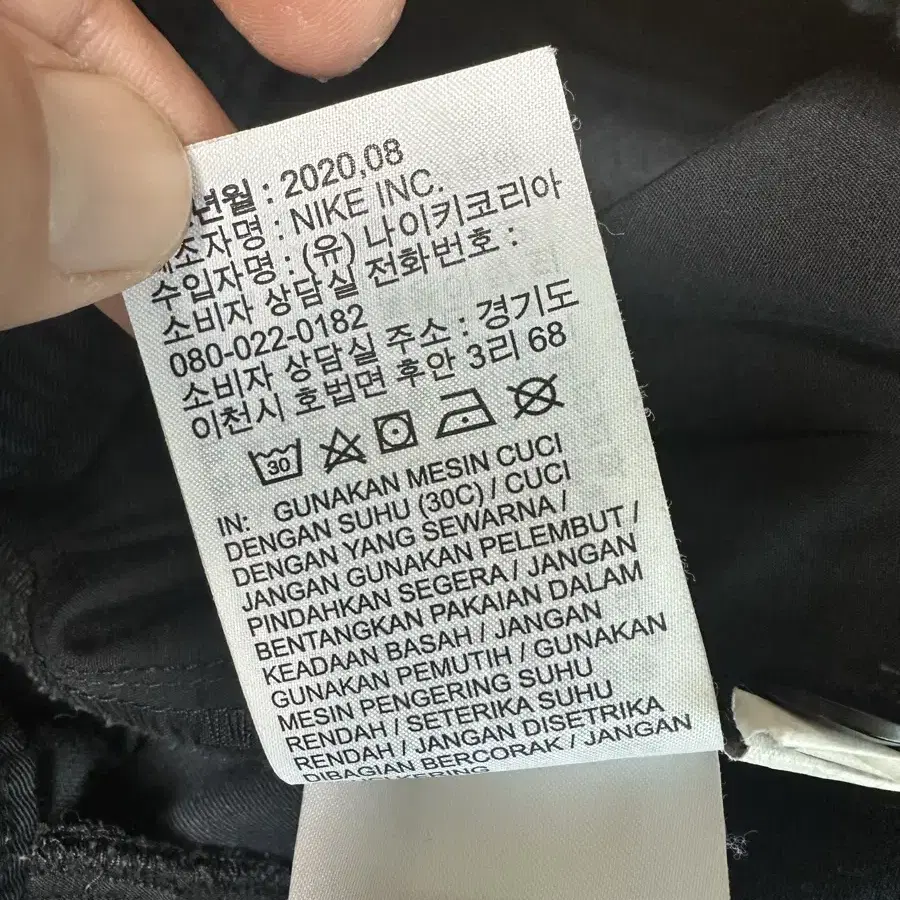 년월 : 2020.08
제조자명 : NIKE INC.
수입자명 : (유) 나이키코리아
소비자 상담실 전화번호 :
080-022-0182
소비자 상담실 주소 : 경기도
이천시 호법면 후안 3리 68
30
IN: GUNAKAN MESIN CUCI
DENGAN SUHU (30C) / CUCI
DENGAN YANG SEWARNA /
JANGAN GUNAKAN PELEMBUT /
PINDAHKAN SEGERA / JANGAN
BENTANGKAN PAKAIAN DALAM
KEADAAN BASAH / JANGAN
GUNAKAN PEMUTIH / GUNAKAN
MESIN PENGERING SUHU
RENDAH / SETERIKA SUHU
RENDAH / JANGAN DISETRIKA
DIBAGIAN BERCORAK / JANGAN
KERING